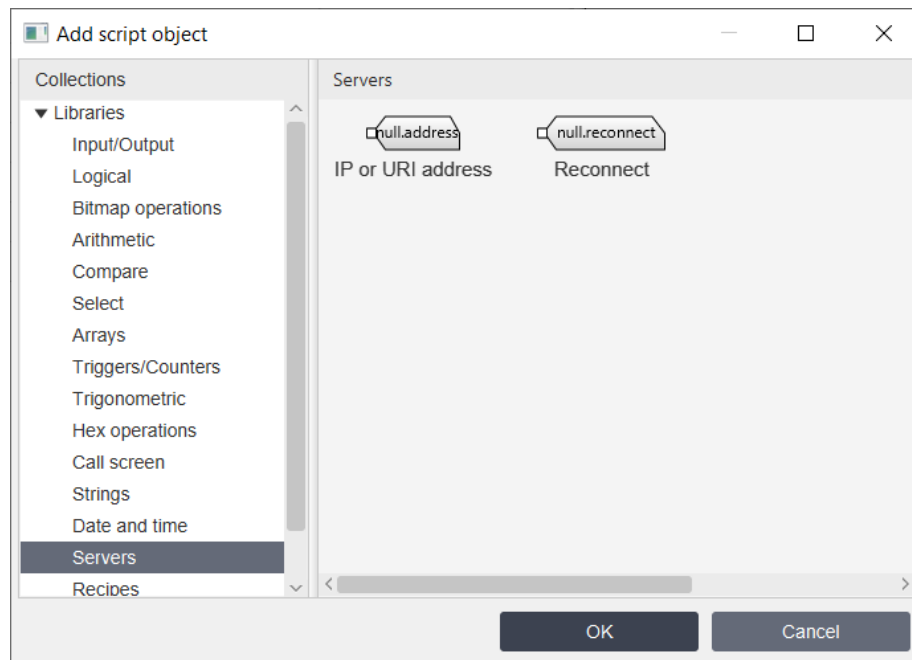 Add script object
Collections
Servers
Libraries
Input/Output
Logical
Bitmap operations
Arithmetic
Compare
Select
Arrays
Triggers/Counters
Trigonometric
Hex operations
Call screen
Strings
Date and time
Servers
Recipes
null.address
null.reconnect
IP or URI address
Reconnect
OK
Cancel